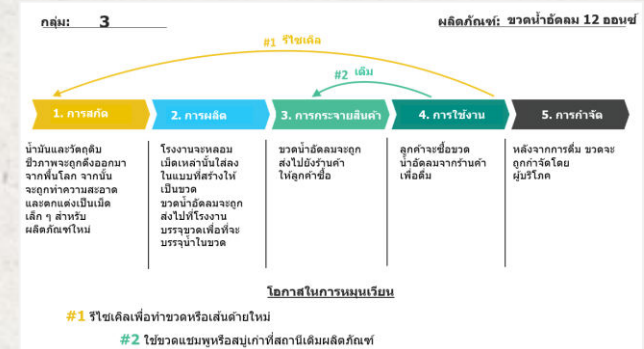 กลุ่ม: 3
ผลิตภัณฑ์: ขวดน้ำอัดลม 12 ออนซ์
#1 รีไซเคิล
#2 เติม
1. การสกัด
2. การผลิต
3. การกระจายสินค้า
4. การใช้งาน
5. การกำจัด
น้ำมันและวัตถุดิบ
ชีวภาพจะถูกดึงออกมา
จากพื้นโลก จากนั้น
จะถูกทำความสะอาด
และตกแต่งเป็นเม็ด
เล็ก ๆ สำหรับ
ผลิตภัณฑ์ใหม่
โรงงานจะหลอม
เม็ดเหล่านั้นใส่ลง
ในแบบที่สร้างให้
เป็นขวด
ขวดน้ำอัดลมจะถูก
ส่งไปที่โรงงาน
บรรจุขวดเพื่อที่จะ
บรรจุน้ำในขวด
ขวดน้ำอัดลมจะถูก
ส่งไปยังร้านค้า
ให้ลูกค้าซื้อ
ลูกค้าจะซื้อขวด
น้ำอัดลมจากร้านค้า
เพื่อดื่ม
หลังจากการดื่ม ขวดจะ
ถูกกำจัดโดย
ผู้บริโภค
โอกาสในการหมุนเวียน
#1 รีไซเคิลเพื่อทำขวดหรือเส้นด้ายใหม่
#2 ใช้ขวดแชมพูหรือสบู่เก่าที่สถานีเติมผลิตภัณฑ์